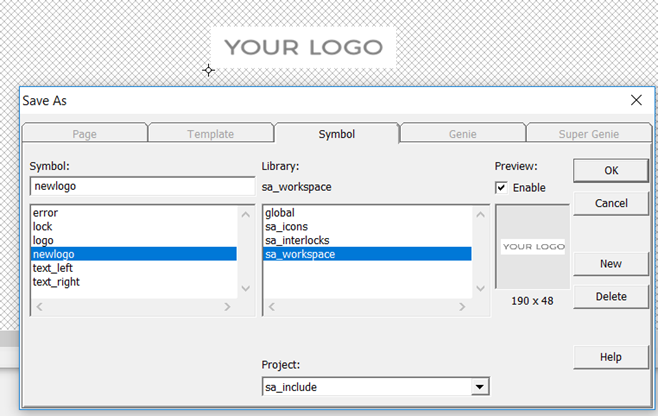 YOUR LOGO
Save As
Page Template Symbol Genie Super Genie
Symbol: Library: Preview:
newlogo sa_workspace Enable OK
Cancel
error global
lock sa_icons
logo sa_interlocks
newlogo sa_workspace
text_left
text_right
YOUR LOGO
New
190 x 48 Delete
Project: Help
sa_include